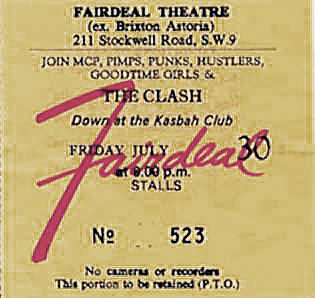 FAIRDEAL THEATRE
(ex. Brixton Astoria)
211 Stockwell Road, S.W.9
JOIN MCP, PIMPS, PUNKS, HUSTLERS,
GOODTIME GIRLS &
THE CLASH
Down at the Kasbah Club
FRIDAY JULY 30
Fairdeal
at 8:00 p.m.
STALLS
№ 523
No cameras or recorders
This portion to be retained (P.T.O.)